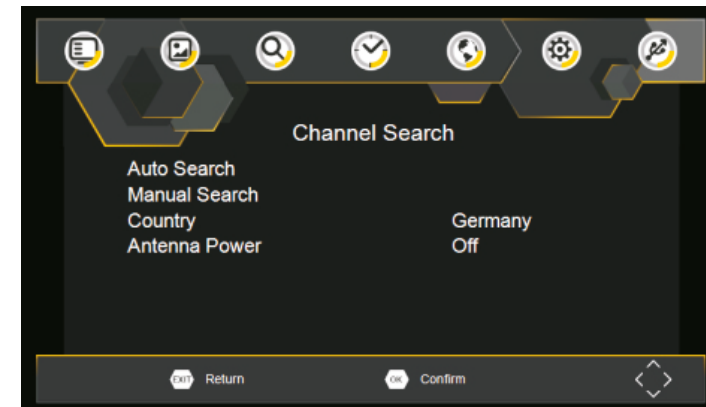 Channel Search
Auto Search
Manual Search
Country Germany
Antenna Power Off
EXIT Return OK Confirm